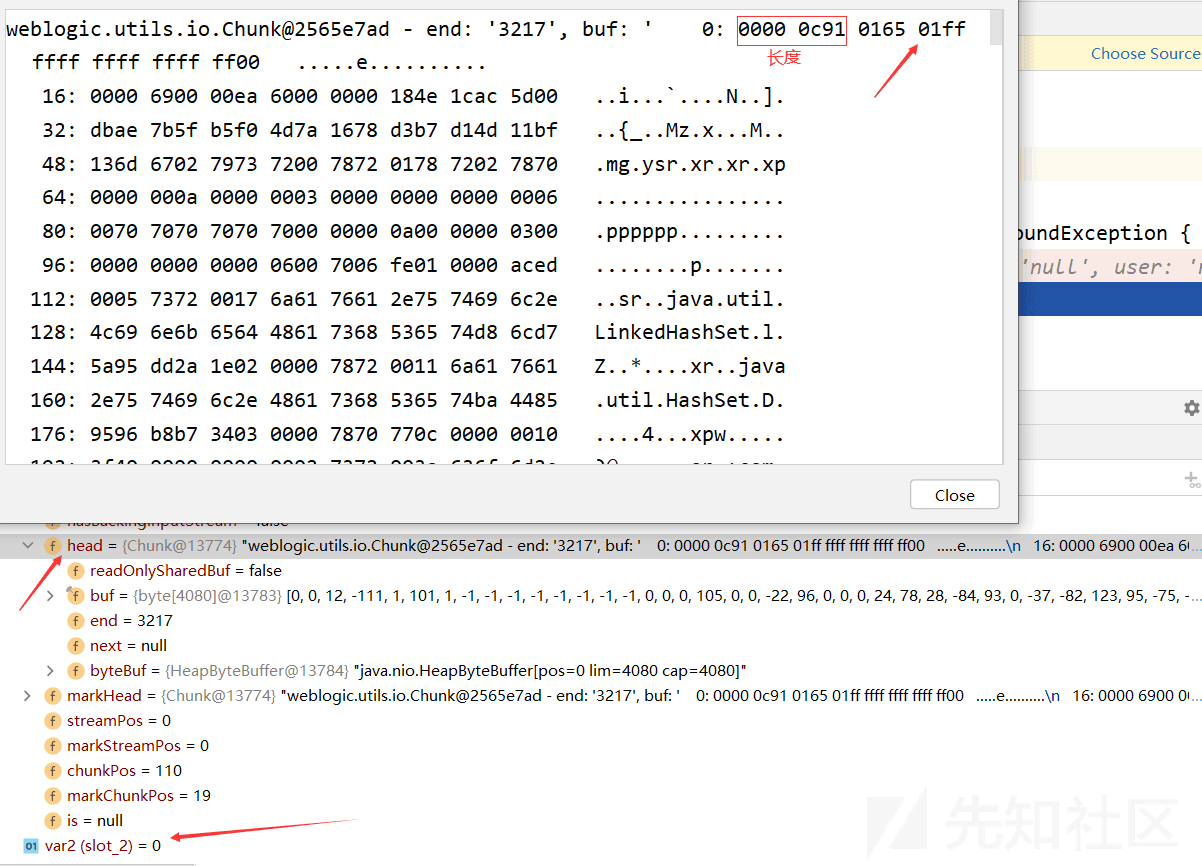 weblogic.utils.io.Chunk@2565e7ad - end: '3217', buf: ' 0: 0000 0c91 0165 01ff
长度
Choose Source
ffff ffff ffff ff00 .....e..........
16: 0000 6900 00ea 6000 0000 184e 1cac 5d00 ..i...`....N..].
32: dbae 7b5f b5f0 4d7a 1678 d3b7 d14d 11bf ..{_..Mz.x...M..
48: 136d 6702 7973 7200 7872 0178 7202 7870 .mg.ysr.xr.xr.xp
64: 0000 000a 0000 0003 0000 0000 0000 0006 ................
80: 0070 7070 7070 7000 0000 0a00 0000 0300 .pppppp.........
oundException {
96: 0000 0000 0000 0600 7006 fe01 0000 aced ........p.......
'null', user: '
112: 0005 7372 0017 6a61 7661 2e75 7469 6c2e ..sr..java.util.
128: 4c69 6e6b 6564 4861 7368 5365 74d8 6cd7 LinkedHashSet.l.
144: 5a95 dd2a 1e02 0000 7872 0011 6a61 7661 Z..*....xr..java
160: 2e75 7469 6c2e 4861 7368 5365 74ba 4485 .util.HashSet.D.
176: 9596 b8b7 3403 0000 7870 770c 0000 0010 ....4...xpw.....
Close
hasBackingInputStream = false
head = {Chunk@13774} "weblogic.utils.io.Chunk@2565e7ad - end: '3217', buf: ' 0: 0000 0c91 0165 01ff ffff ffff ffff ff00 .....e..........\n 16: 0000 6900 00ea 60...
readOnlySharedBuf = false
buf = {byte[4080]@13783} [0, 0, 12, -111, 1, 101, 1, -1, -1, -1, -1, -1, -1, -1, -1, 0, 0, 0, 105, 0, 0, -22, 96, 0, 0, 0, 24, 78, 28, -84, 93, 0, -37, -82, 123, 95, -75, -...
end = 3217
next = null
byteBuf = {HeapByteBuffer@13784} "java.nio.HeapByteBuffer[pos=0 lim=4080 cap=4080]"
markHead = {Chunk@13774} "weblogic.utils.io.Chunk@2565e7ad - end: '3217', buf: ' 0: 0000 0c91 0165 01ff ffff ffff ffff ff00 .....e..........\n 16: 0000 6900 0...
streamPos = 0
markStreamPos = 0
chunkPos = 110
markChunkPos = 19
is = null
var2 (slot_2) = 0
先知社区